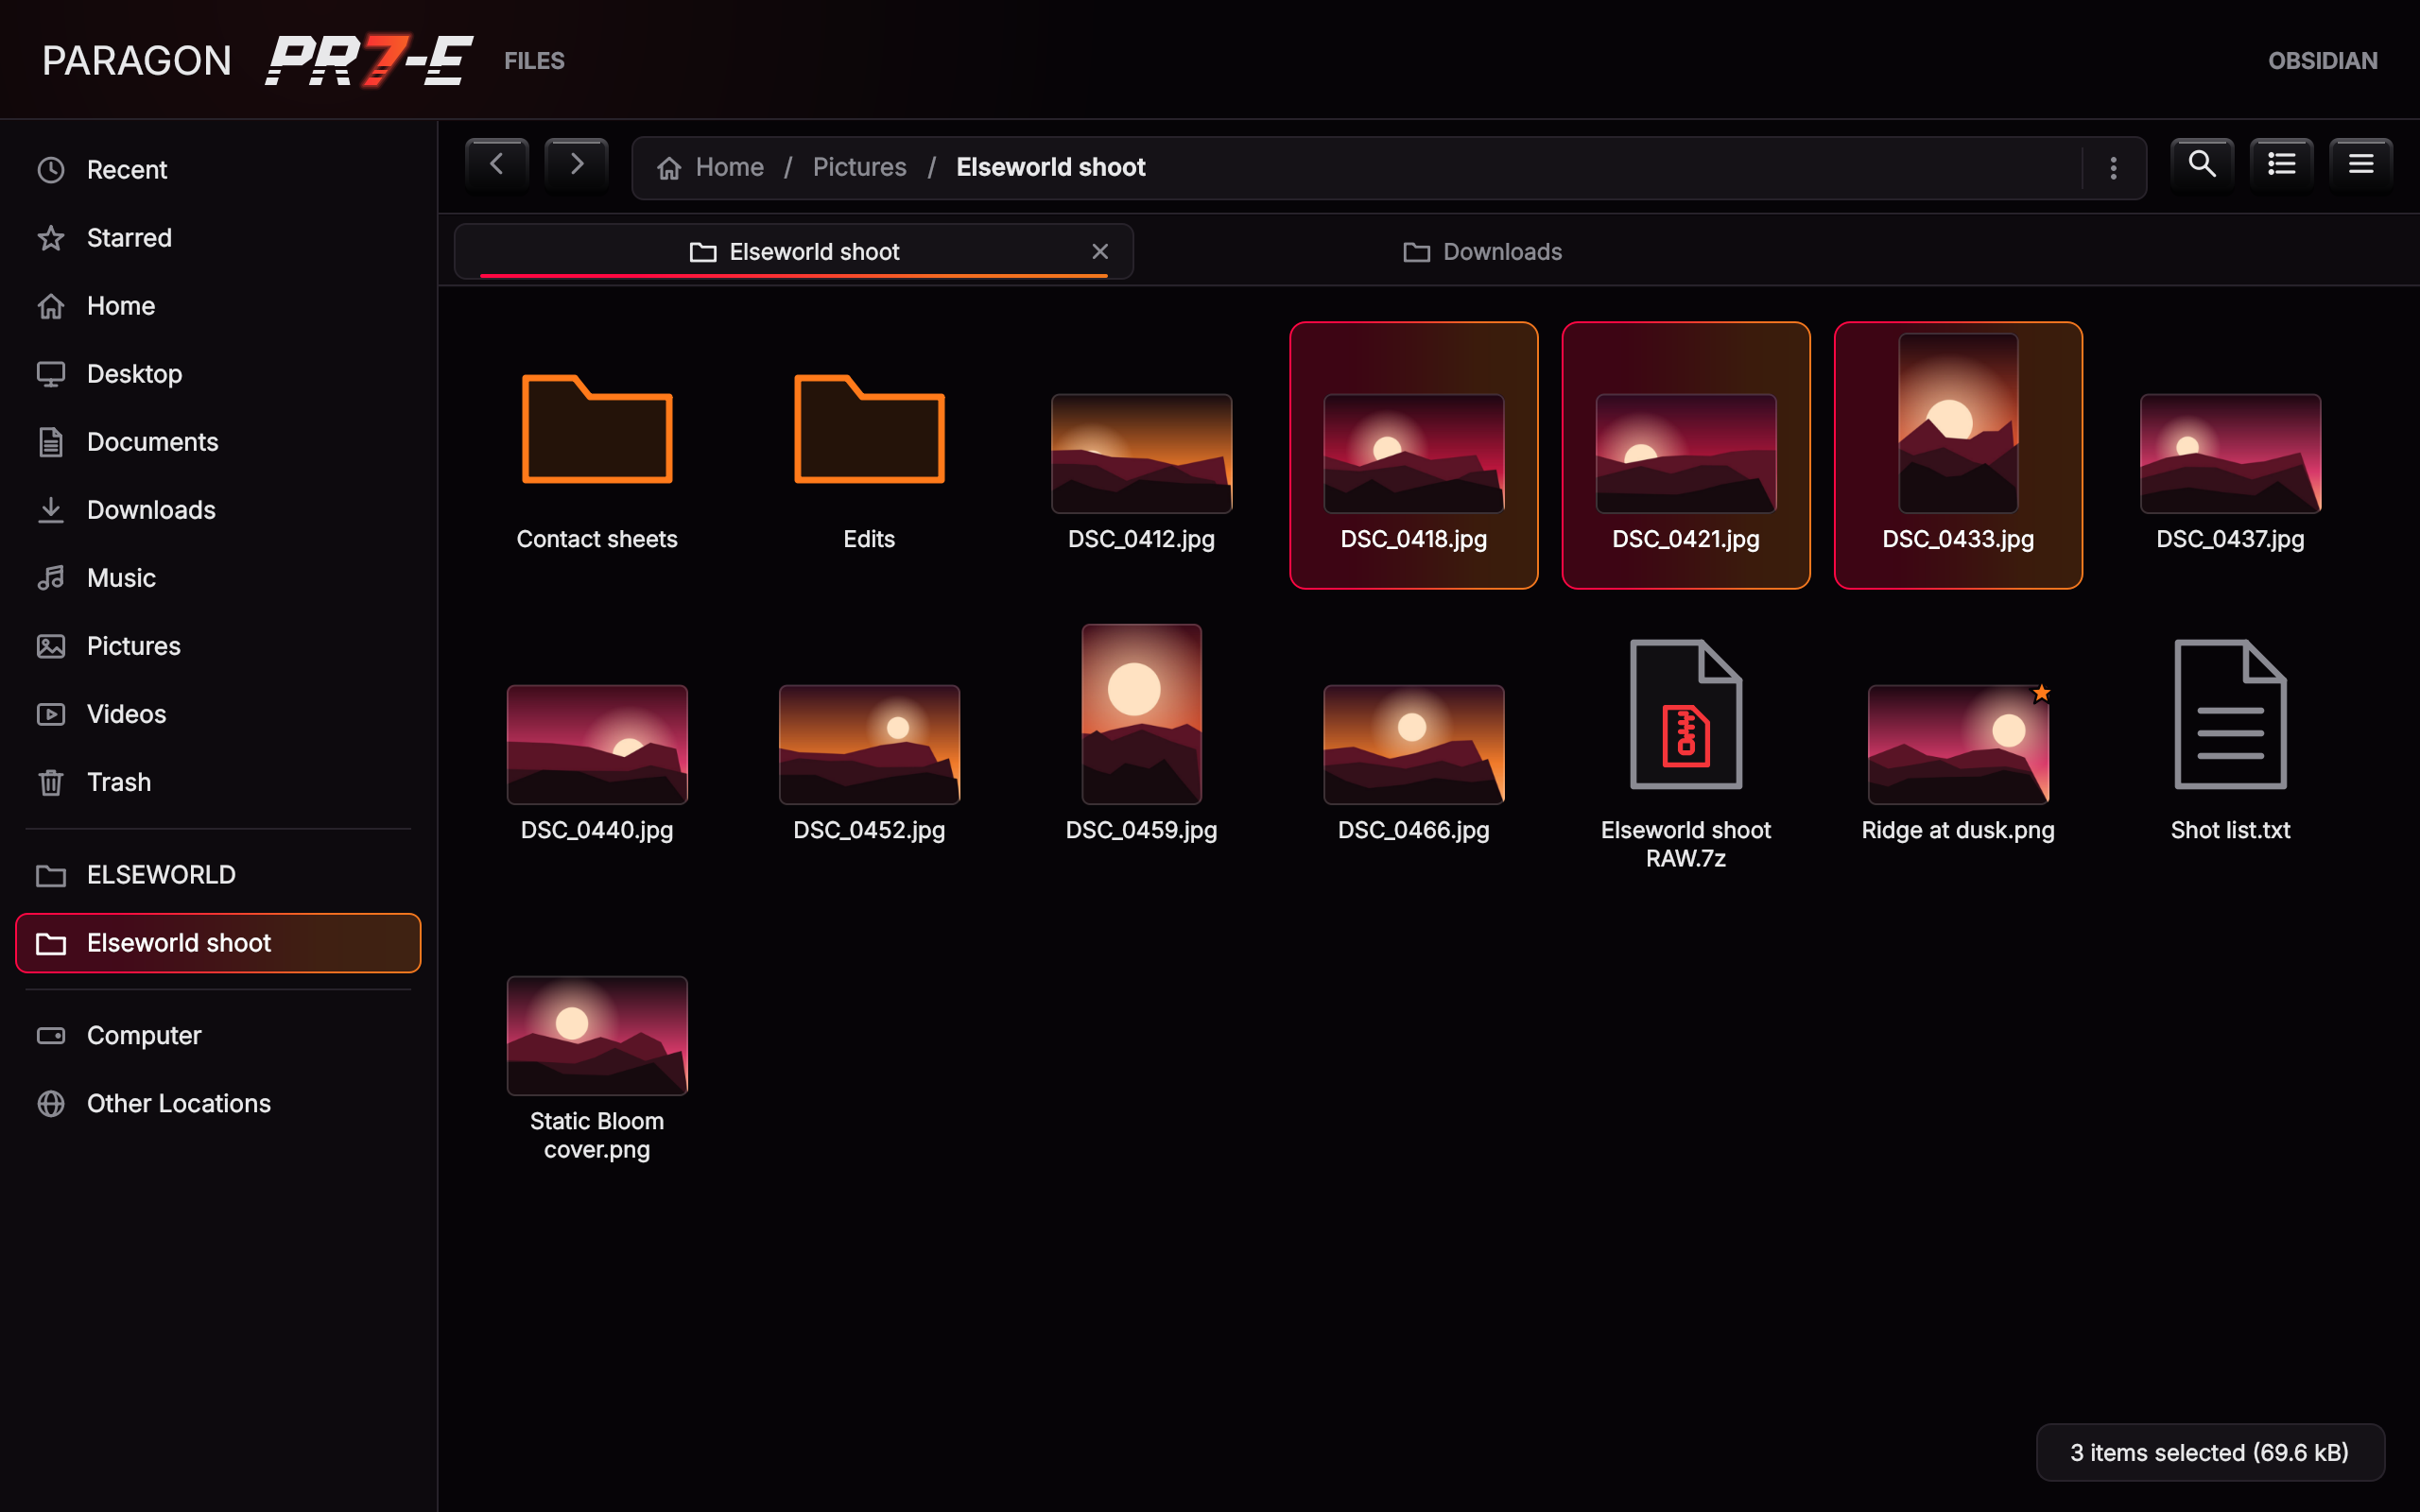 PARAGON PR7-E FILES OBSIDIAN
Recent
Starred
Home
Desktop
Documents
Downloads
Music
Pictures
Videos
Trash
ELSEWORLD
Elseworld shoot
Computer
Other Locations
Home / Pictures / Elseworld shoot
Elseworld shoot Downloads
Contact sheets Edits DSC_0412.jpg DSC_0418.jpg DSC_0421.jpg DSC_0433.jpg DSC_0437.jpg
DSC_0440.jpg DSC_0452.jpg DSC_0459.jpg DSC_0466.jpg Elseworld shoot Ridge at dusk.png Shot list.txt
RAW.7z
Static Bloom
cover.png
3 items selected (69.6 kB)